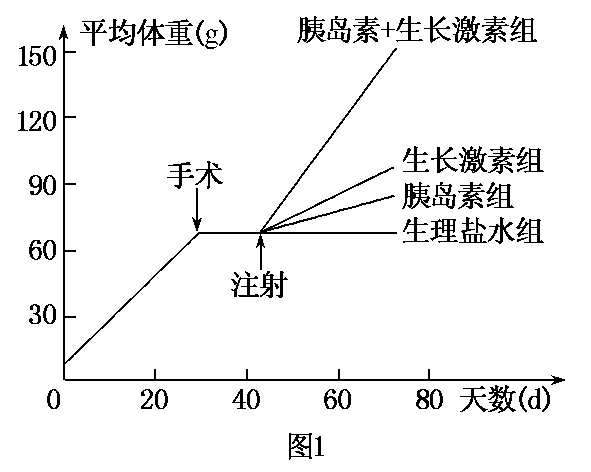 平均体重(g)
胰岛素+生长激素组
150
120
90
60
30
手术
注射
生长激素组
胰岛素组
生理盐水组
0
20
40
60
80
天数(d)
图1